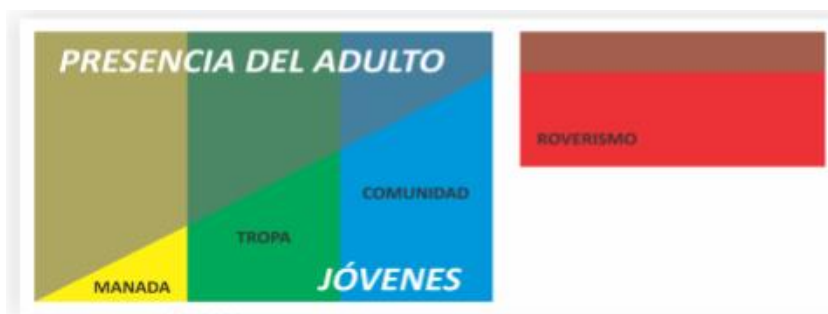 PRESENCIA DEL ADULTO
ROVERISMO
COMUNIDAD
TROPA
MANADA
JÓVENES